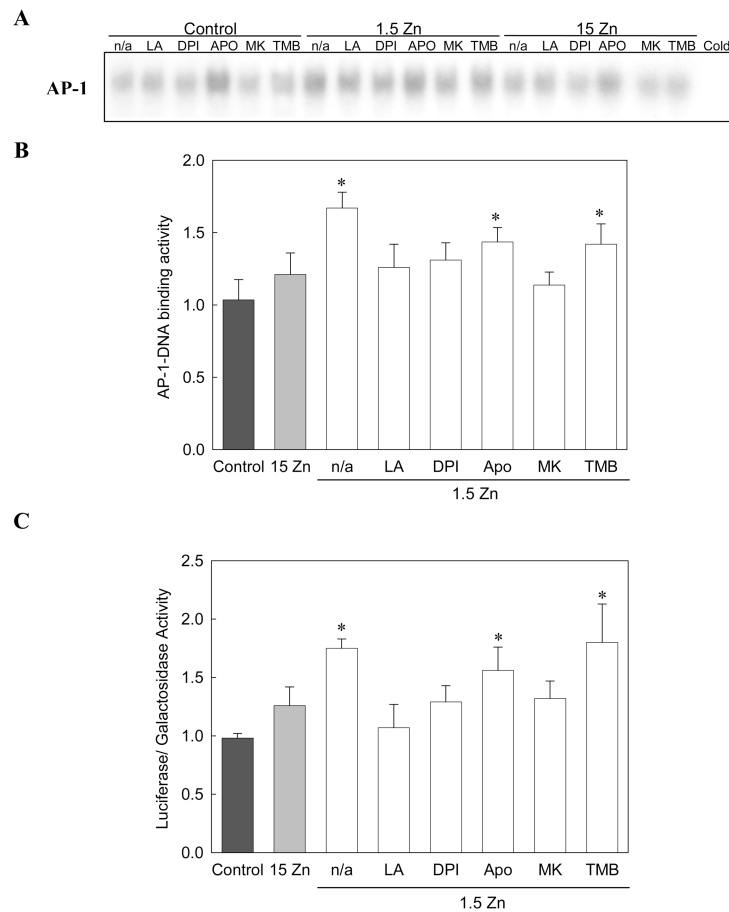 A
Control 1.5 Zn 15 Zn
n/a LA DPI APO MK TMB n/a LA DPI APO MK TMB n/a LA DPI APO MK TMB Cold
AP-1
B
AP-1-DNA binding activity
2.0
1.5
1.0
0.5
0.0
* * *
Control 15 Zn n/a LA DPI Apo MK TMB
1.5 Zn
C
Luciferase/ Galactosidase Activity
2.5
2.0
1.5
1.0
0.5
0.0
* * *
Control 15 Zn n/a LA DPI Apo MK TMB
1.5 Zn